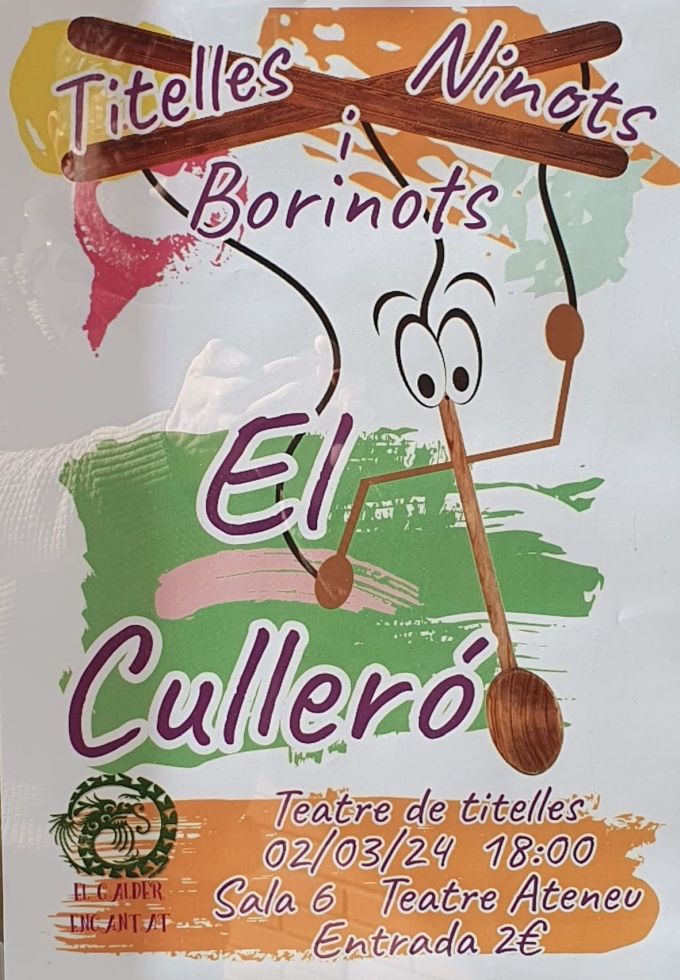 Titelles Ninots
i
Borinots
El
Culleró
Teatre de titelles
02/03/24 18:00
Sala 6 Teatre Ateneu
Entrada 2€
EL CALDER
ENCANTAT